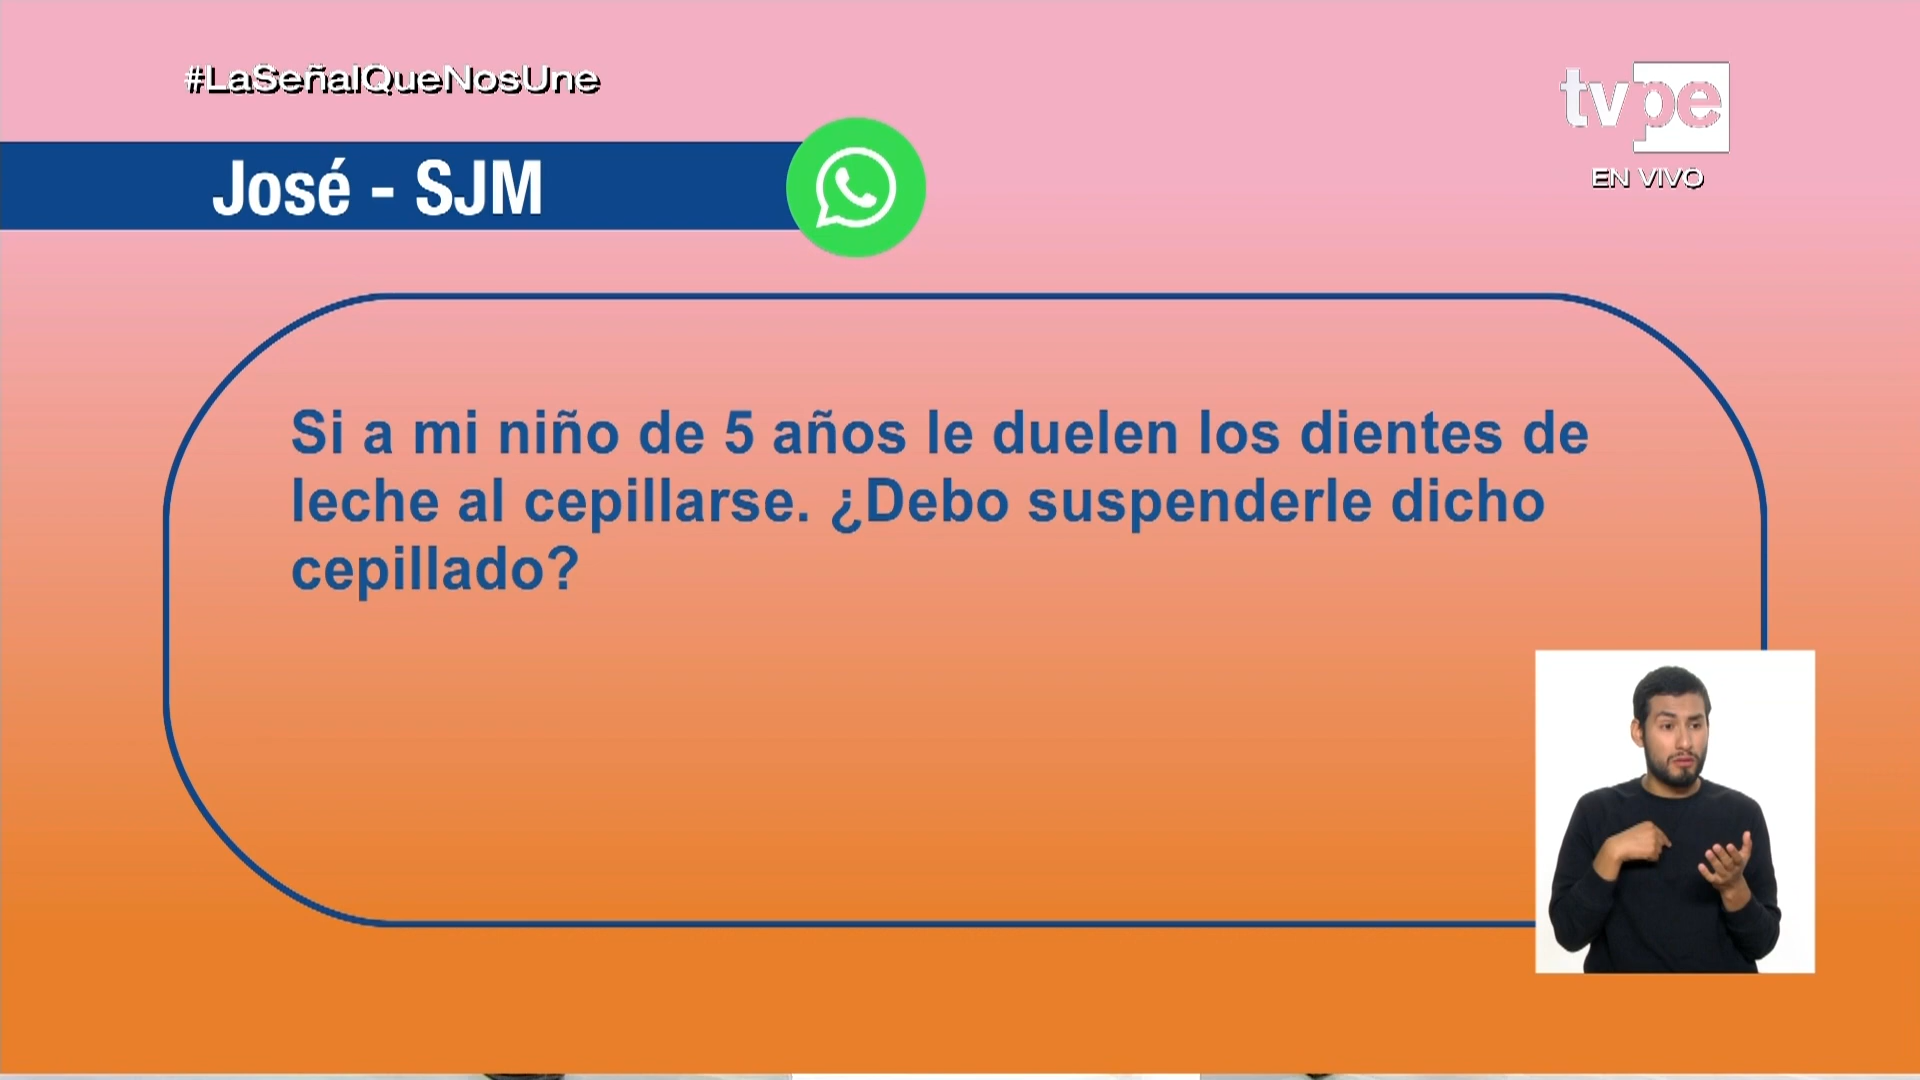 #LaSeñalQueNosUne
tvpe
EN VIVO
José - SJM
Si a mi niño de 5 años le duelen los dientes de
leche al cepillarse. ¿Debo suspenderle dicho
cepillado?